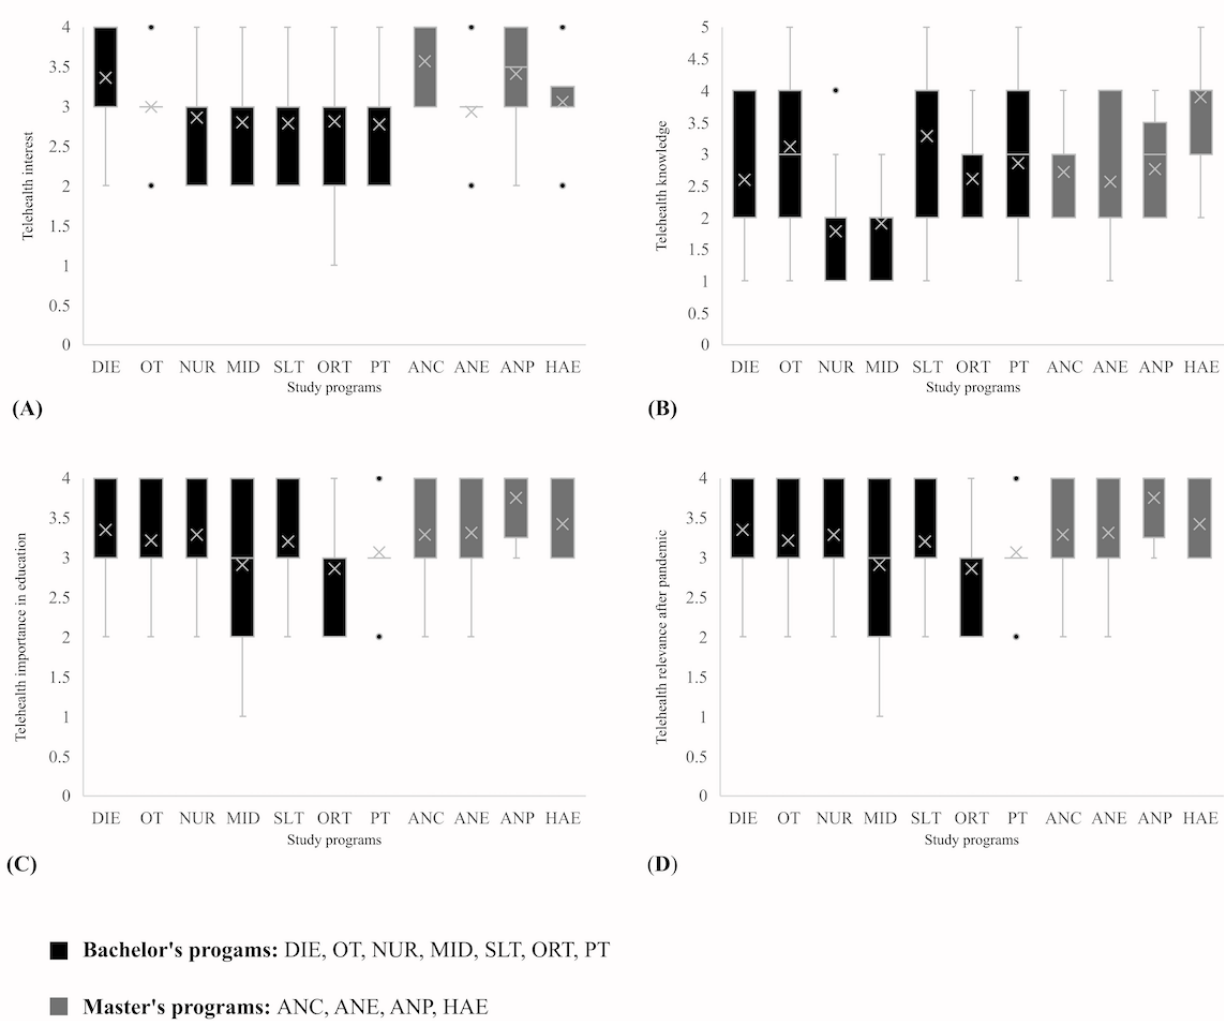 4
3.5
3
2.5
2
1.5
1
0.5
0
Telehealth interest
DIE OT NUR MID SLT ORT PT ANC ANE ANP HAE
Study programs
(A)
5
4.5
4
3.5
3
2.5
2
1.5
1
0.5
0
Telehealth knowledge
DIE OT NUR MID SLT ORT PT ANC ANE ANP HAE
Study programs
(B)
4
3.5
3
2.5
2
1.5
1
0.5
0
Telehealth importance in education
DIE OT NUR MID SLT ORT PT ANC ANE ANP HAE
Study programs
(C)
4
3.5
3
2.5
2
1.5
1
0.5
0
Telehealth relevance after pandemic
DIE OT NUR MID SLT ORT PT ANC ANE ANP HAE
Study programs
(D)
Bachelor's progams: DIE, OT, NUR, MID, SLT, ORT, PT
Master's programs: ANC, ANE, ANP, HAE